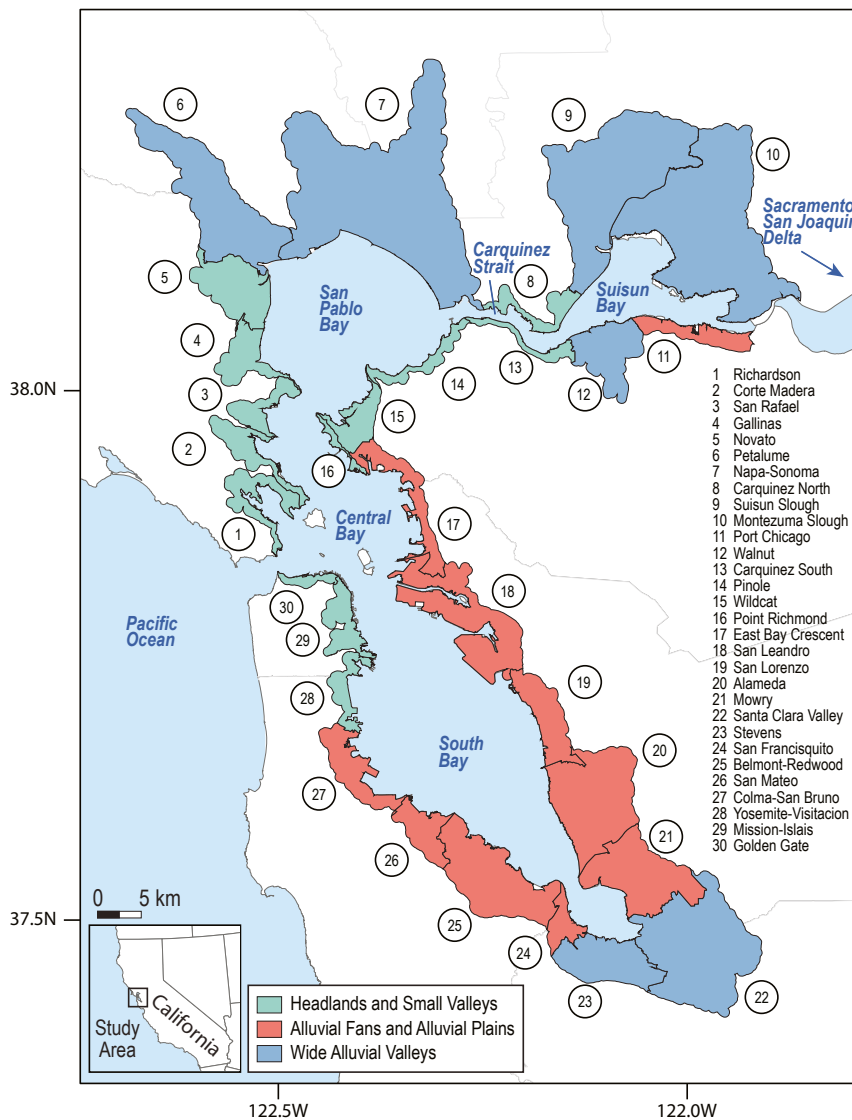 6
7
9
10
Sacramento
San Joaquin
Delta
Carquinez
Strait
5
8
San
Pablo
Bay
Suisun
Bay
4
11
38.0°N
3
14
13
12
2
15
16
1
Central
Bay
17
30
18
Pacific
Ocean
29
28
19
South
Bay
20
27
21
26
25
24
23
22
1 Richardson
2 Corte Madera
3 San Rafael
4 Gallinas
5 Novato
6 Petalume
7 Napa-Sonoma
8 Carquinez North
9 Suisun Slough
10 Montezuma Slough
11 Port Chicago
12 Walnut
13 Carquinez South
14 Pinole
15 Wildcat
16 Point Richmond
17 East Bay Crescent
18 San Leandro
19 San Lorenzo
20 Alameda
21 Mowry
22 Santa Clara Valley
23 Stevens
24 San Francisquito
25 Belmont-Redwood
26 San Mateo
27 Colma-San Bruno
28 Yosemite-Visitacion
29 Mission-Islais
30 Golden Gate
0 5 km
37.5°N
California
Study
Area
Headlands and Small Valleys
Alluvial Fans and Alluvial Plains
Wide Alluvial Valleys
122.5°W
122.0°W